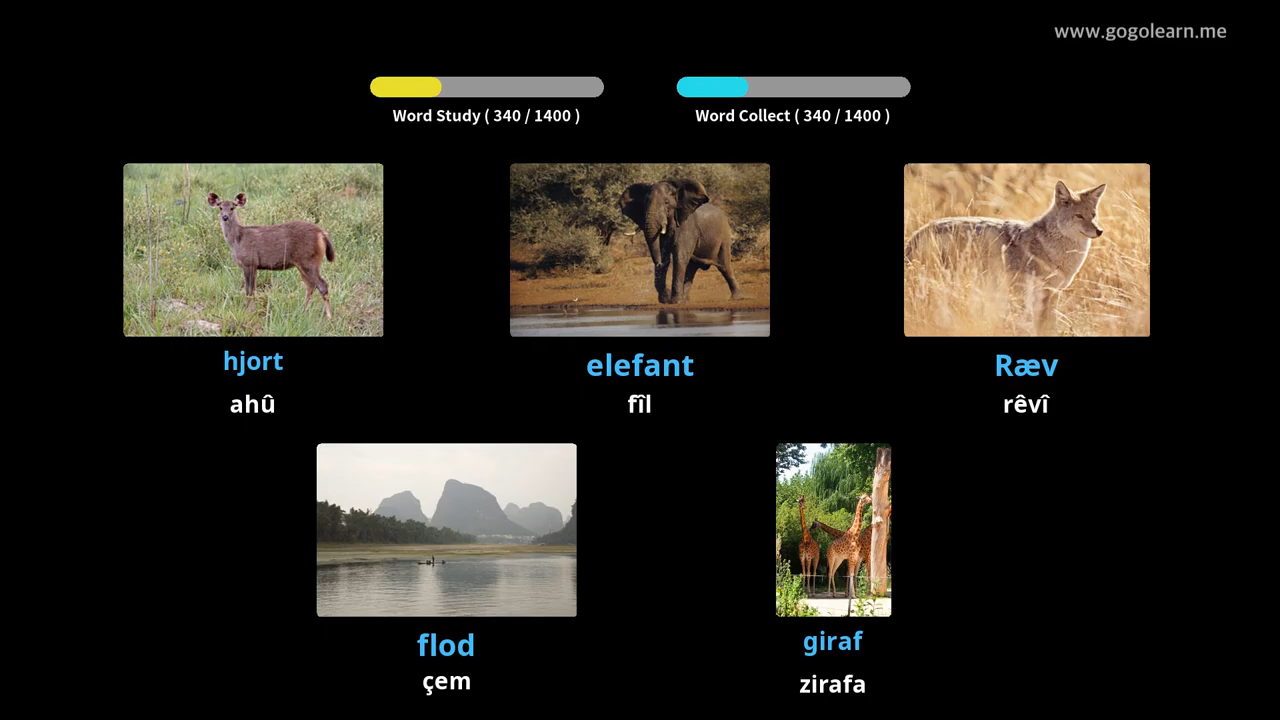 www.gogolearn.me
Word Study ( 340 / 1400 )
Word Collect ( 340 / 1400 )
hjort
ahû
elefant
fîl
Ræv
rêvî
flod
çem
giraf
zirafa